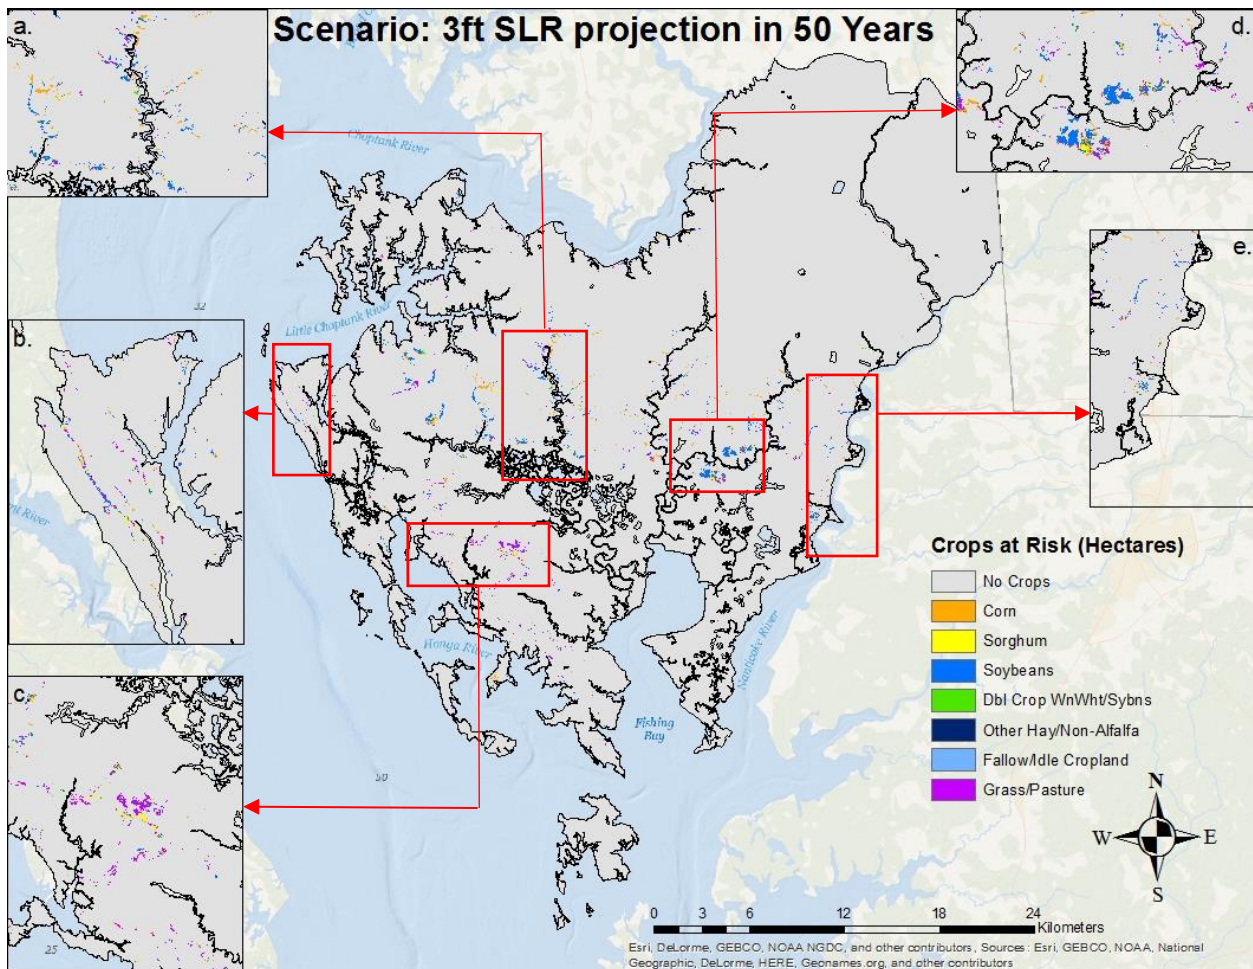 Scenario: 3ft SLR projection in 50 Years
a.
d.
Choptank River
e.
32
Little Choptank River
b.
Crops at Risk (Hectares)
No Crops
Corn
Sorghum
Soybeans
Dbl Crop WnWht/Sybns
Other Hay/Non-Alfalfa
Fallow/Idle Cropland
Grass/Pasture
Honga River
Nanticoke River
c.
Fishing
Bay
50
N
W
E
S
25
0
3
6
12
18
24
Kilometers
Esri, DeLorme, GEBCO, NOAA NGDC, and other contributors, Sources: Esri, GEBCO, NOAA, National
Geographic, DeLorme, HERE, Geonames.org, and other contributors